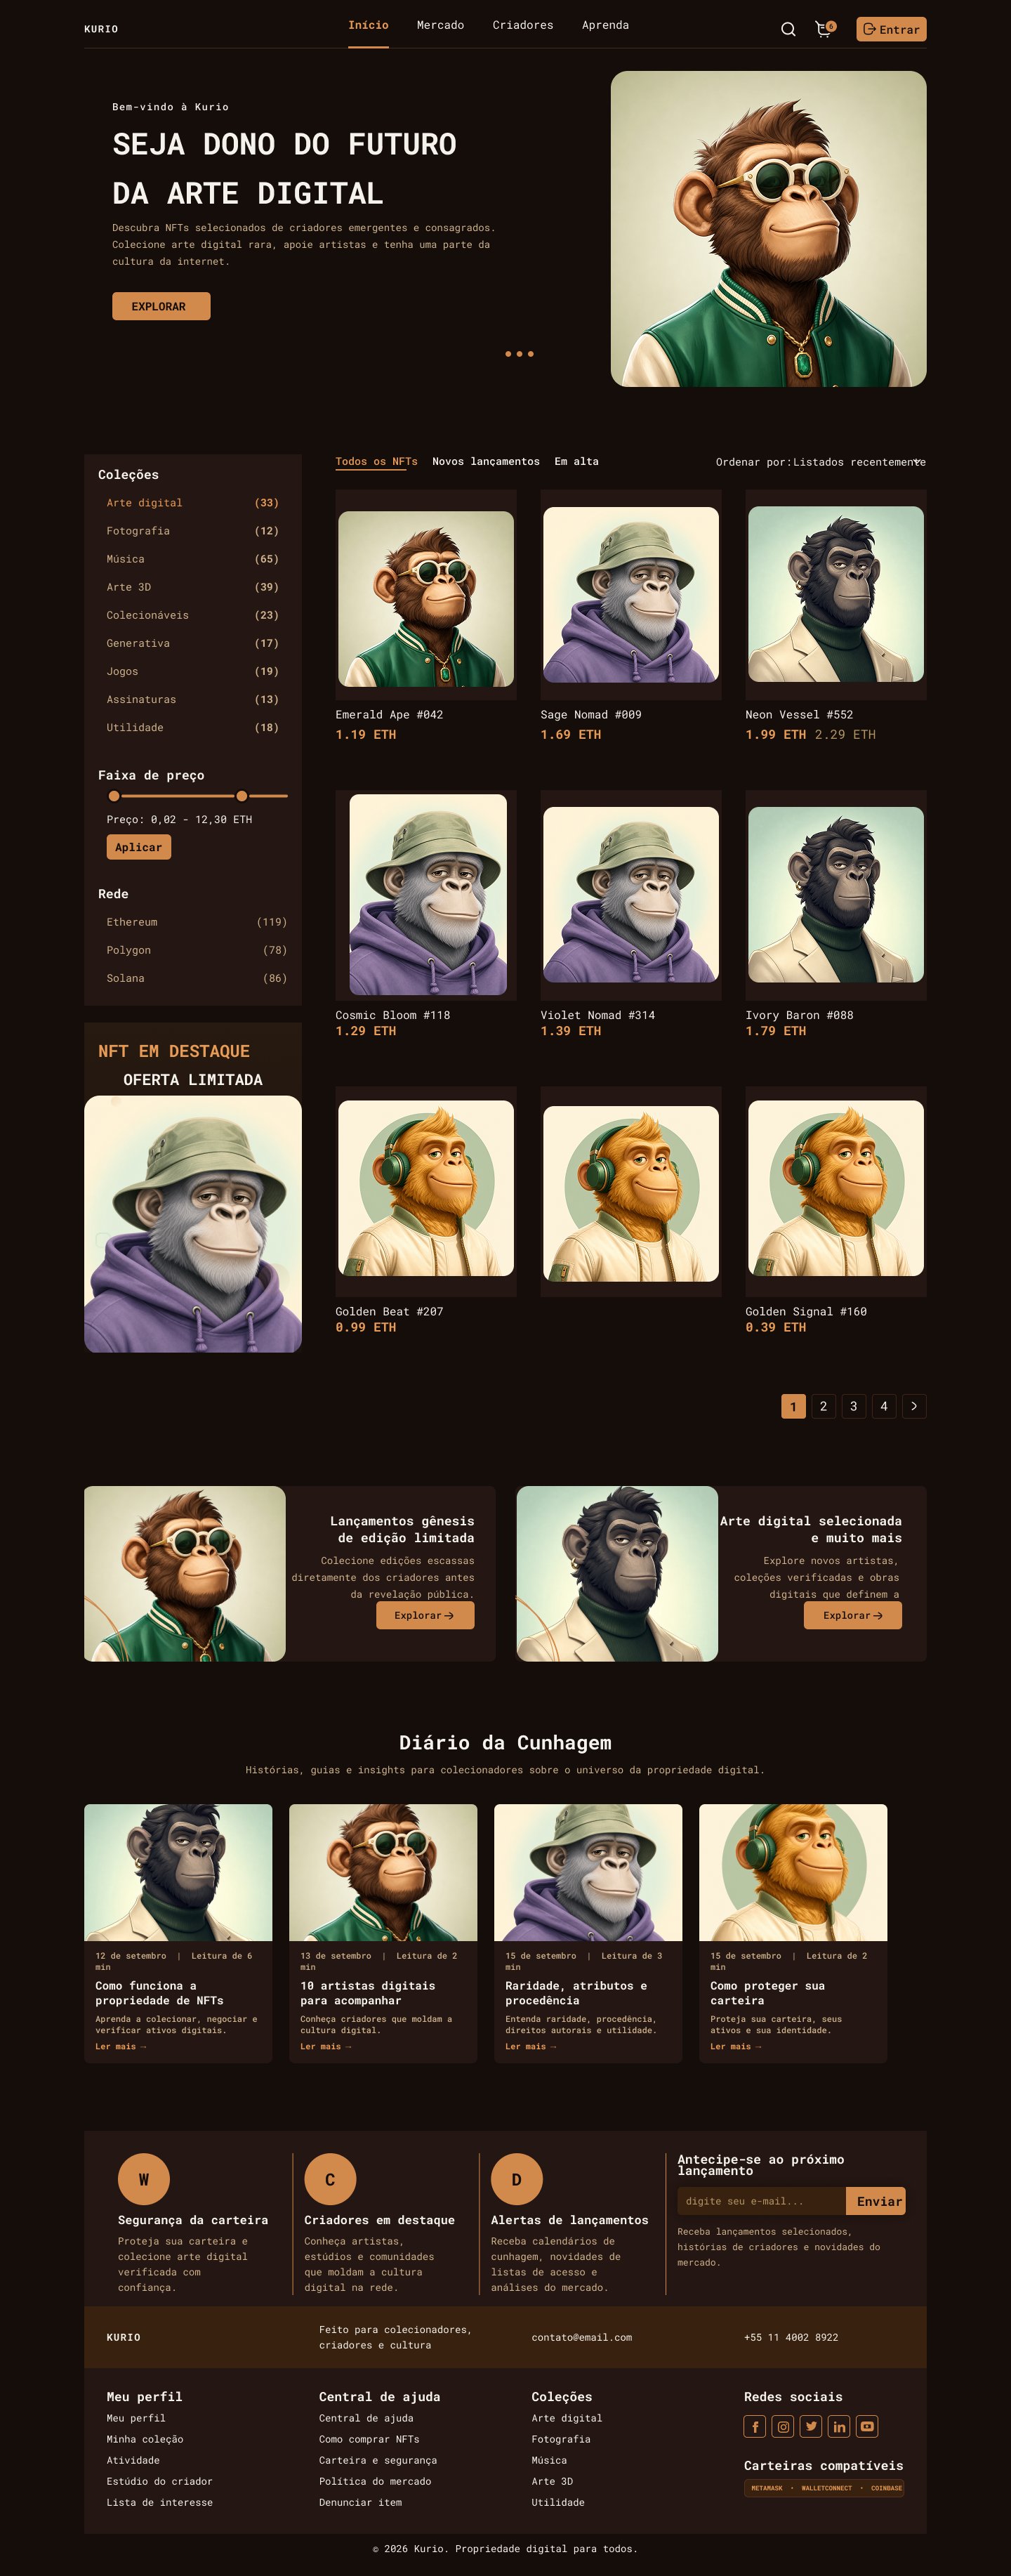 KURIO
Início Mercado Criadores Aprenda
6
Entrar
Bem-vindo à Kurio
SEJA DONO DO FUTURO
DA ARTE DIGITAL
Descubra NFTs selecionados de criadores emergentes e consagrados.
Colecione arte digital rara, apoie artistas e tenha uma parte da
cultura da internet.
EXPLORAR
Coleções
Arte digital (33)
Fotografia (12)
Música (65)
Arte 3D (39)
Colecionáveis (23)
Generativa (17)
Jogos (19)
Assinaturas (13)
Utilidade (18)
Faixa de preço
Preço: 0,02 - 12,30 ETH
Aplicar
Rede
Ethereum (119)
Polygon (78)
Solana (86)
NFT EM DESTAQUE
OFERTA LIMITADA
Todos os NFTs Novos lançamentos Em alta
Ordenar por: Listados recentemente
Emerald Ape #042
1.19 ETH
Sage Nomad #009
1.69 ETH
Neon Vessel #552
1.99 ETH 2.29 ETH
Cosmic Bloom #118
1.29 ETH
Violet Nomad #314
1.39 ETH
Ivory Baron #088
1.79 ETH
Golden Beat #207
0.99 ETH
Golden Signal #160
0.39 ETH
1 2 3 4
Lançamentos gênesis
de edição limitada
Colecione edições escassas
diretamente dos criadores antes
da revelação pública.
Explorar
Arte digital selecionada
e muito mais
Explore novos artistas,
coleções verificadas e obras
digitais que definem a
Explorar
Diário da Cunhagem
Histórias, guias e insights para colecionadores sobre o universo da propriedade digital.
12 de setembro | Leitura de 6
min
Como funciona a
propriedade de NFTs
Aprenda a colecionar, negociar e
verificar ativos digitais.
Ler mais →
13 de setembro | Leitura de 2
min
10 artistas digitais
para acompanhar
Conheça criadores que moldam a
cultura digital.
Ler mais →
15 de setembro | Leitura de 3
min
Raridade, atributos e
procedência
Entenda raridade, procedência,
direitos autorais e utilidade.
Ler mais →
15 de setembro | Leitura de 2
min
Como proteger sua
carteira
Proteja sua carteira, seus
ativos e sua identidade.
Ler mais →
W
Segurança da carteira
Proteja sua carteira e
colecione arte digital
verificada com
confiança.
C
Criadores em destaque
Conheça artistas,
estúdios e comunidades
que moldam a cultura
digital na rede.
D
Alertas de lançamentos
Receba calendários de
cunhagem, novidades de
listas de acesso e
análises do mercado.
Antecipe-se ao próximo
lançamento
digite seu e-mail...
Enviar
Receba lançamentos selecionados,
histórias de criadores e novidades do
mercado.
KURIO
Feito para colecionadores,
criadores e cultura
contato@email.com
+55 11 4002 8922
Meu perfil
Meu perfil
Minha coleção
Atividade
Estúdio do criador
Lista de interesse
Central de ajuda
Central de ajuda
Como comprar NFTs
Carteira e segurança
Política do mercado
Denunciar item
Coleções
Arte digital
Fotografia
Música
Arte 3D
Utilidade
Redes sociais
Carteiras compatíveis
METAMASK • WALLETCONNECT • COINBASE
© 2026 Kurio. Propriedade digital para todos.